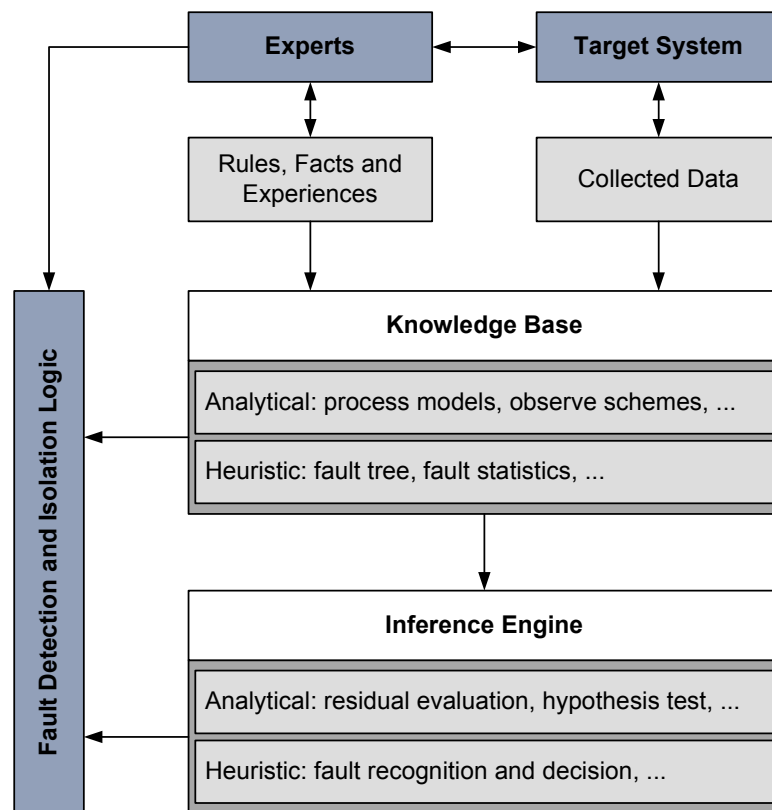 Experts
Target System
Rules, Facts and
Experiences
Collected Data
Knowledge Base
Analytical: process models, observe schemes, ...
Heuristic: fault tree, fault statistics, ...
Fault Detection and Isolation Logic
Inference Engine
Analytical: residual evaluation, hypothesis test, ...
Heuristic: fault recognition and decision, ...